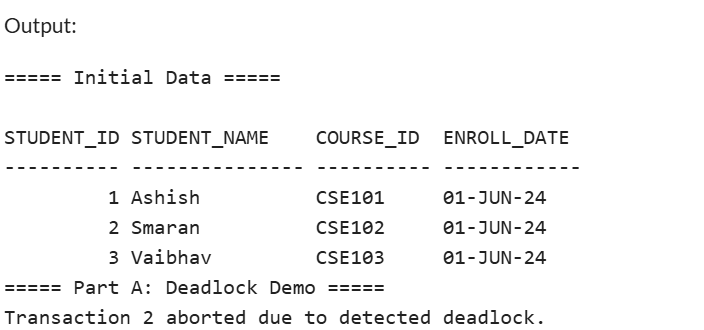 Output:
===== Initial Data =====
STUDENT_ID STUDENT_NAME    COURSE_ID  ENROLL_DATE
---------- --------------- ---------- ------------
         1 Ashish          CSE101     01-JUN-24
         2 Smaran          CSE102     01-JUN-24
         3 Vaibhav         CSE103     01-JUN-24
===== Part A: Deadlock Demo =====
Transaction 2 aborted due to detected deadlock.